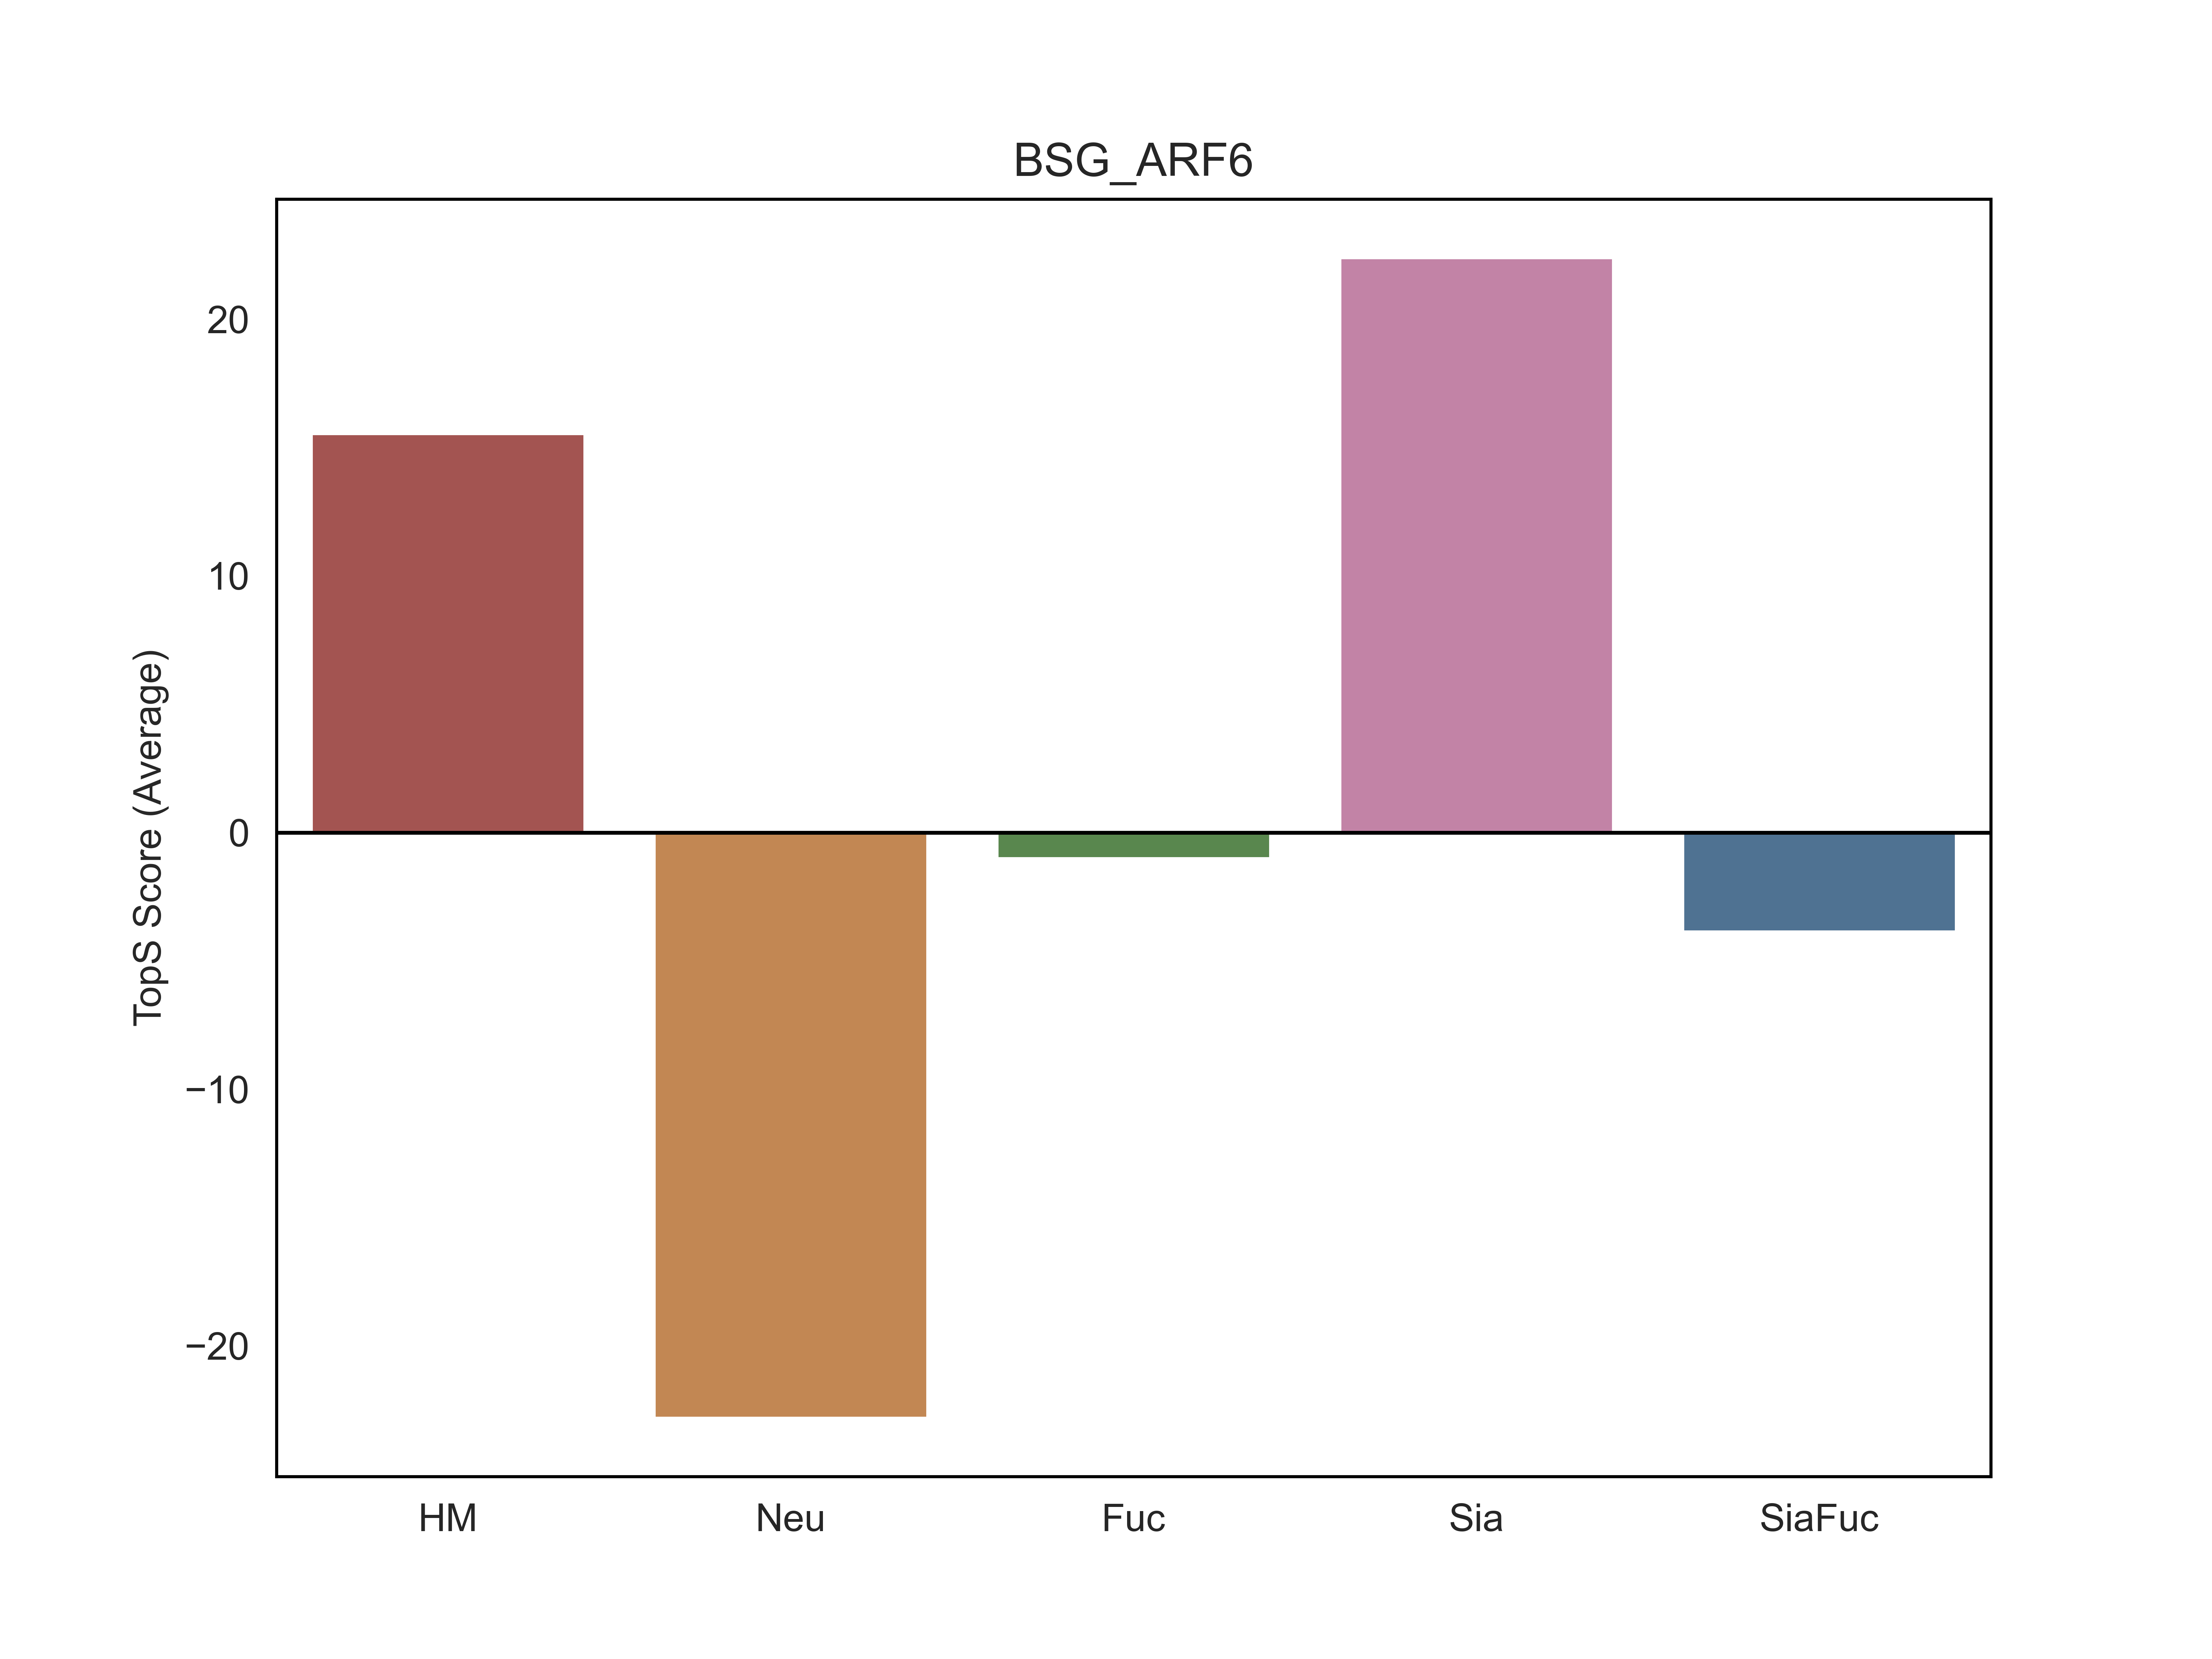 BSG_ARF6
TopS Score (Average)
20
10
0
−10
−20
HM
Neu
Fuc
Sia
SiaFuc